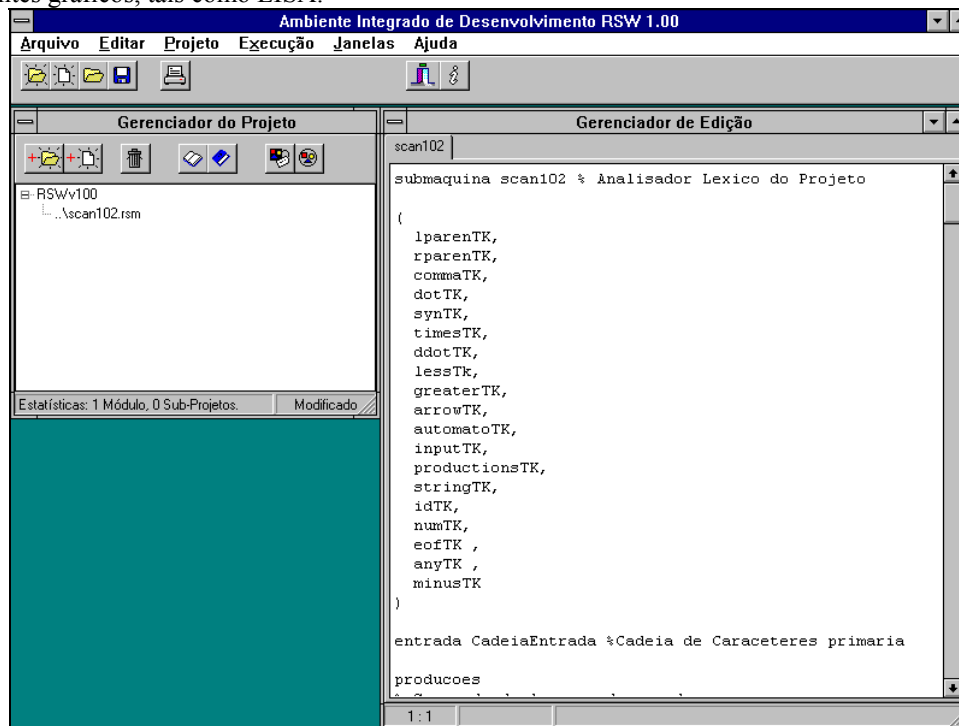 Ambiente Integrado de Desenvolvimento RSW 1.00
Arquivo Editar Projeto Execução Janelas Ajuda
Gerenciador do Projeto
RSWv100
..\scan102.rsm
Estatísticas: 1 Módulo, 0 Sub-Projetos. Modificado
Gerenciador de Edição
scan102
submaquina scan102 % Analisador Lexico do Projeto
(
lparenTK,
rparenTK,
commaTK,
dotTK,
synTK,
timesTK,
ddotTK,
lessTk,
greaterTK,
arrowTK,
automatoTK,
inputTK,
productionsTK,
stringTK,
idTK,
numTK,
eofTK ,
anyTK ,
minusTK
)
entrada CadeiaEntrada %Cadeia de Caraceteres primaria
producoes
1:1